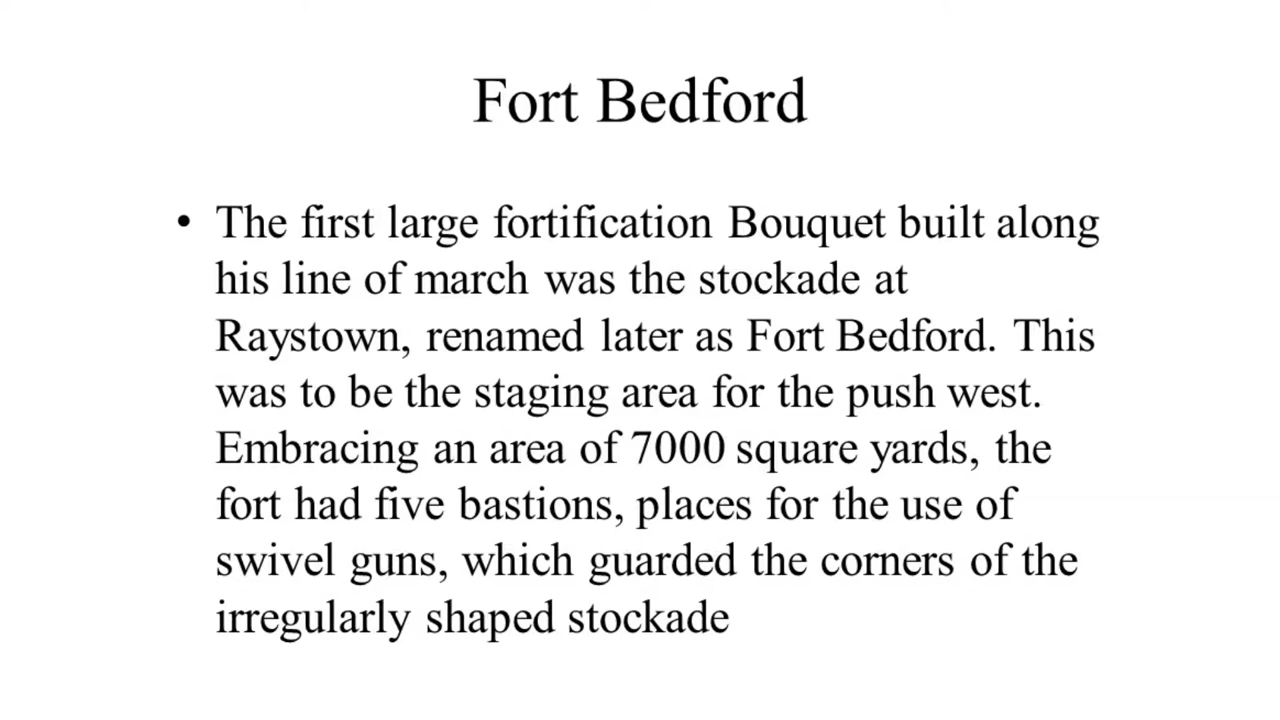 Fort Bedford
• The first large fortification Bouquet built along
his line of march was the stockade at
Raystown, renamed later as Fort Bedford. This
was to be the staging area for the push west.
Embracing an area of 7000 square yards, the
fort had five bastions, places for the use of
swivel guns, which guarded the corners of the
irregularly shaped stockade